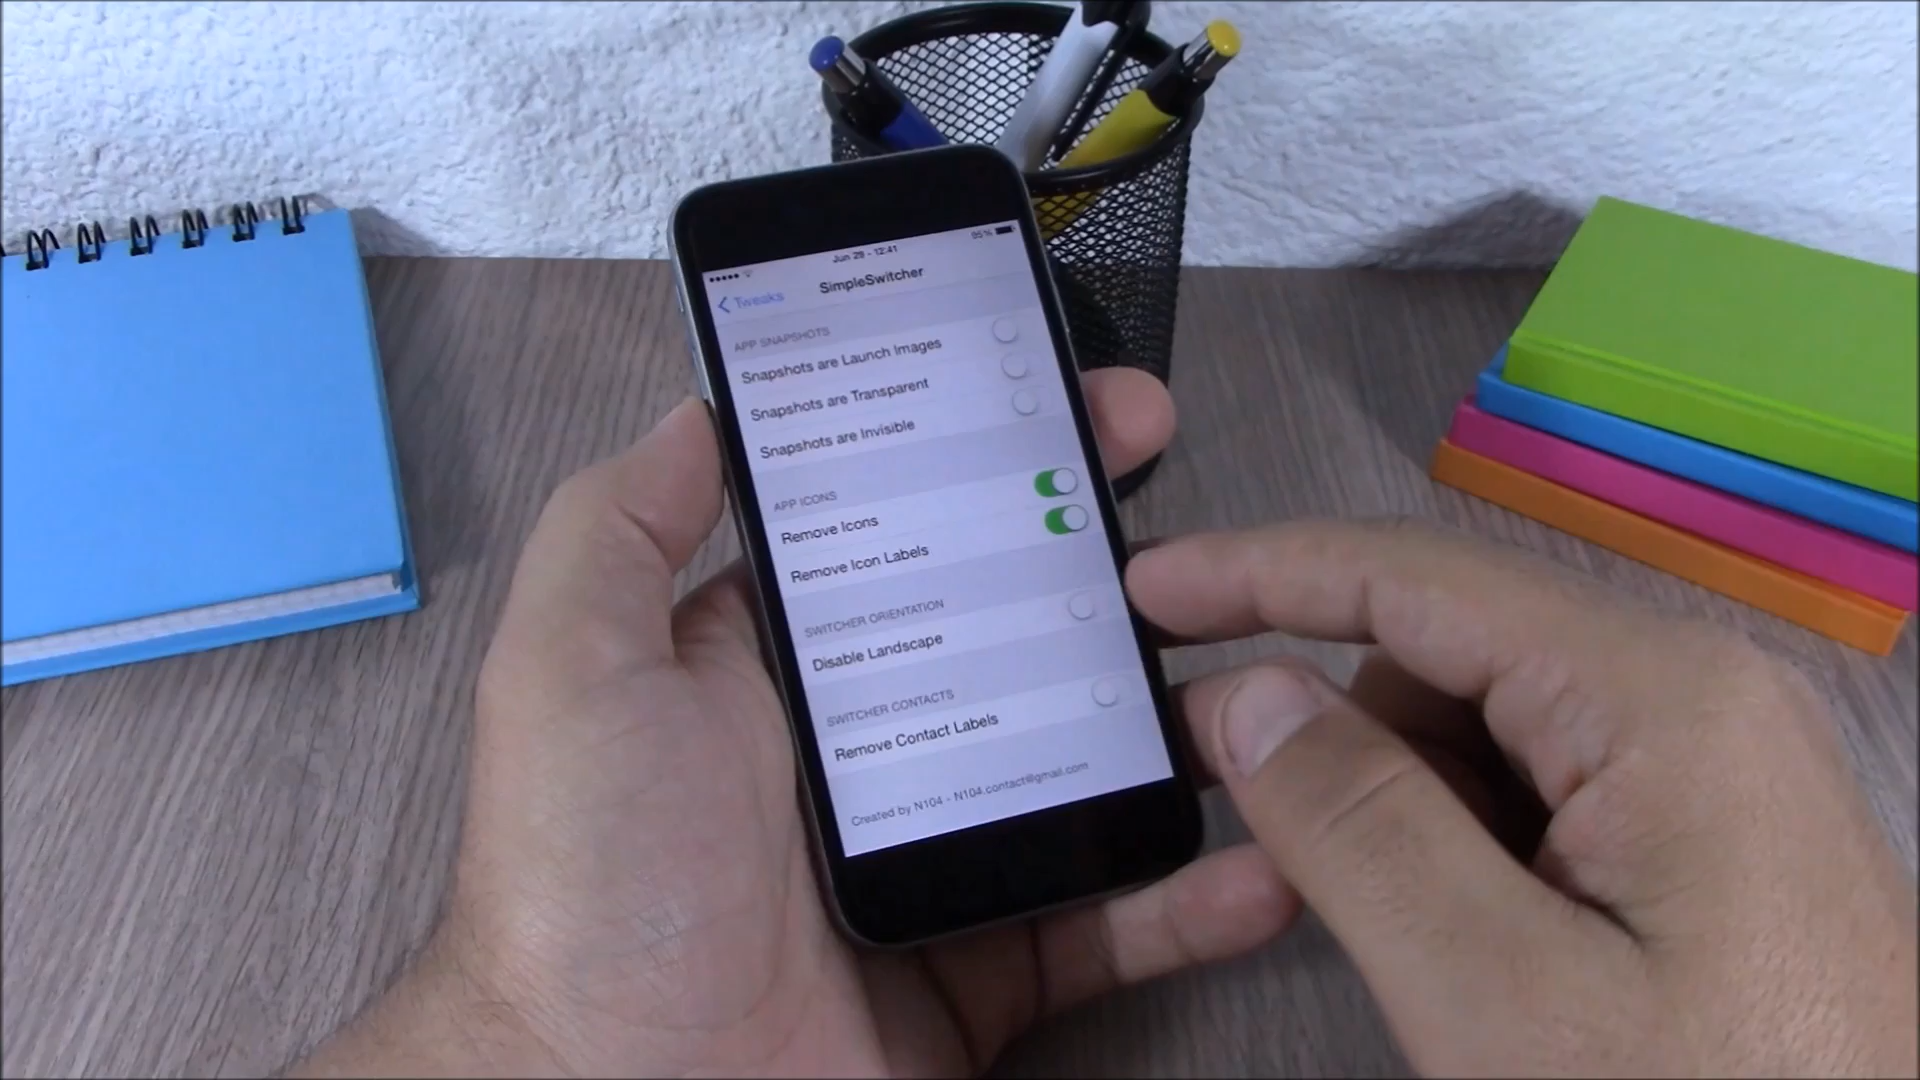 Jun 29 - 12:41
95%
Tweaks
SimpleSwitcher
APP SNAPSHOTS
Snapshots are Launch Images
Snapshots are Transparent
Snapshots are Invisible
APP ICONS
Remove Icons
Remove Icon Labels
SWITCHER ORIENTATION
Disable Landscape
SWITCHER CONTACTS
Remove Contact Labels
Created by N104 - N104.contact@gmail.com